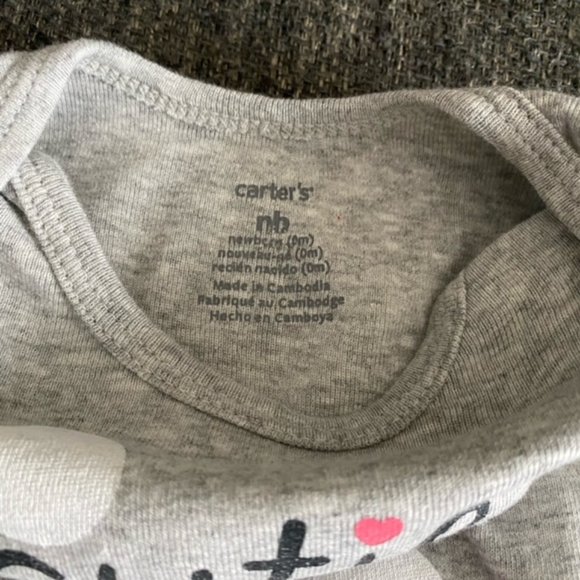 carter's
nb
newborn (0m)
nouveau-né (0m)
recién nacido (0m)
Made in Cambodia
Fabriqué au Cambodge
Hecho en Camboya